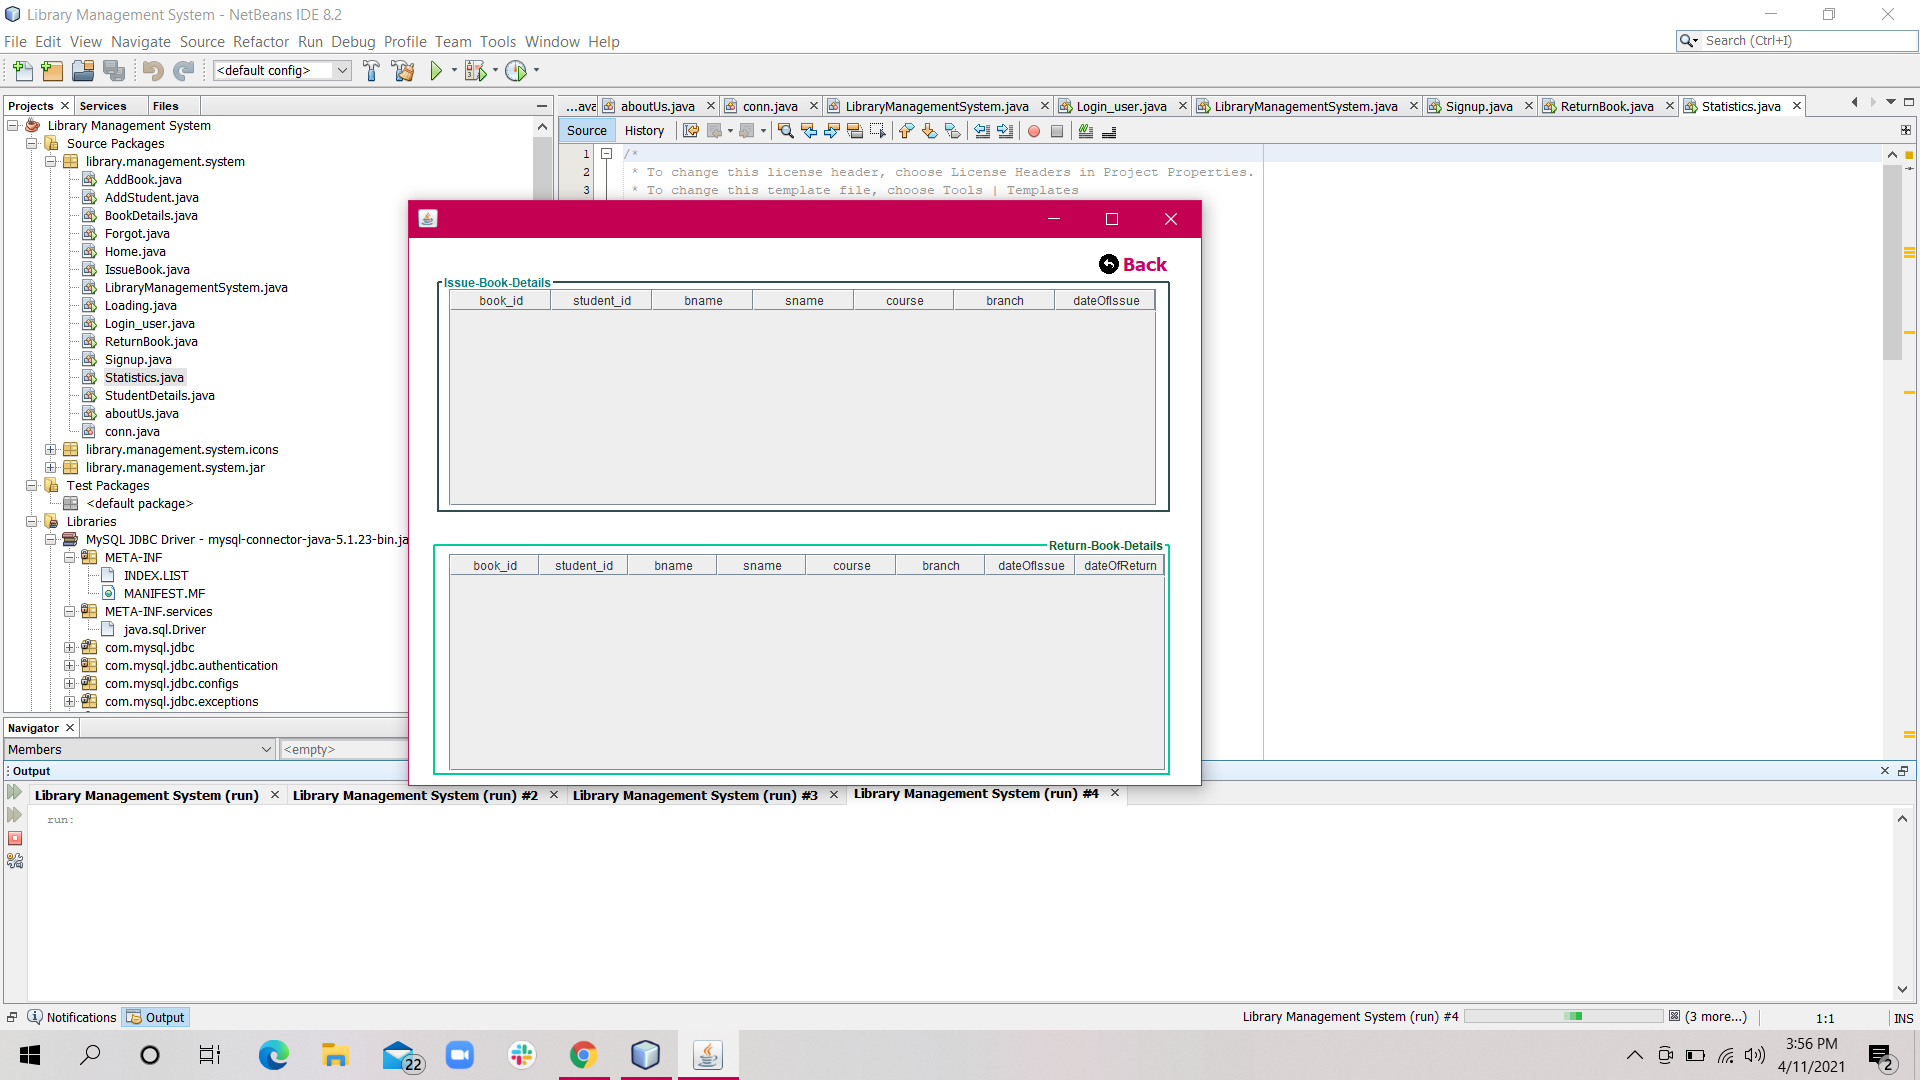 Library Management System - NetBeans IDE 8.2
File Edit View Navigate Source Refactor Run Debug Profile Team Tools Window Help
Search (Ctrl+I)
<default config>
Projects Services Files
...ava aboutUs.java conn.java LibraryManagementSystem.java Login_user.java LibraryManagementSystem.java Signup.java ReturnBook.java Statistics.java
Source History
Library Management System
Source Packages
library.management.system
AddBook.java
AddStudent.java
BookDetails.java
Forgot.java
Home.java
IssueBook.java
LibraryManagementSystem.java
Loading.java
Login_user.java
ReturnBook.java
Signup.java
Statistics.java
StudentDetails.java
aboutUs.java
conn.java
library.management.system.icons
library.management.system.jar
Test Packages
<default package>
Libraries
MySQL JDBC Driver - mysql-connector-java-5.1.23-bin.ja
META-INF
INDEX.LIST
MANIFEST.MF
META-INF.services
java.sql.Driver
com.mysql.jdbc
com.mysql.jdbc.authentication
com.mysql.jdbc.configs
com.mysql.jdbc.exceptions
1 /*
2 * To change this license header, choose License Headers in Project Properties.
3 * To change this template file, choose Tools | Templates
Back
Issue-Book-Details
book_id student_id bname sname course branch dateOfIssue
Return-Book-Details
book_id student_id bname sname course branch dateOfIssue dateOfReturn
Navigator
Members
<empty>
Output
Library Management System (run) Library Management System (run) #2 Library Management System (run) #3 Library Management System (run) #4
run:
Notifications Output
Library Management System (run) #4 (3 more...) 1:1 INS
22
3:56 PM
4/11/2021
2